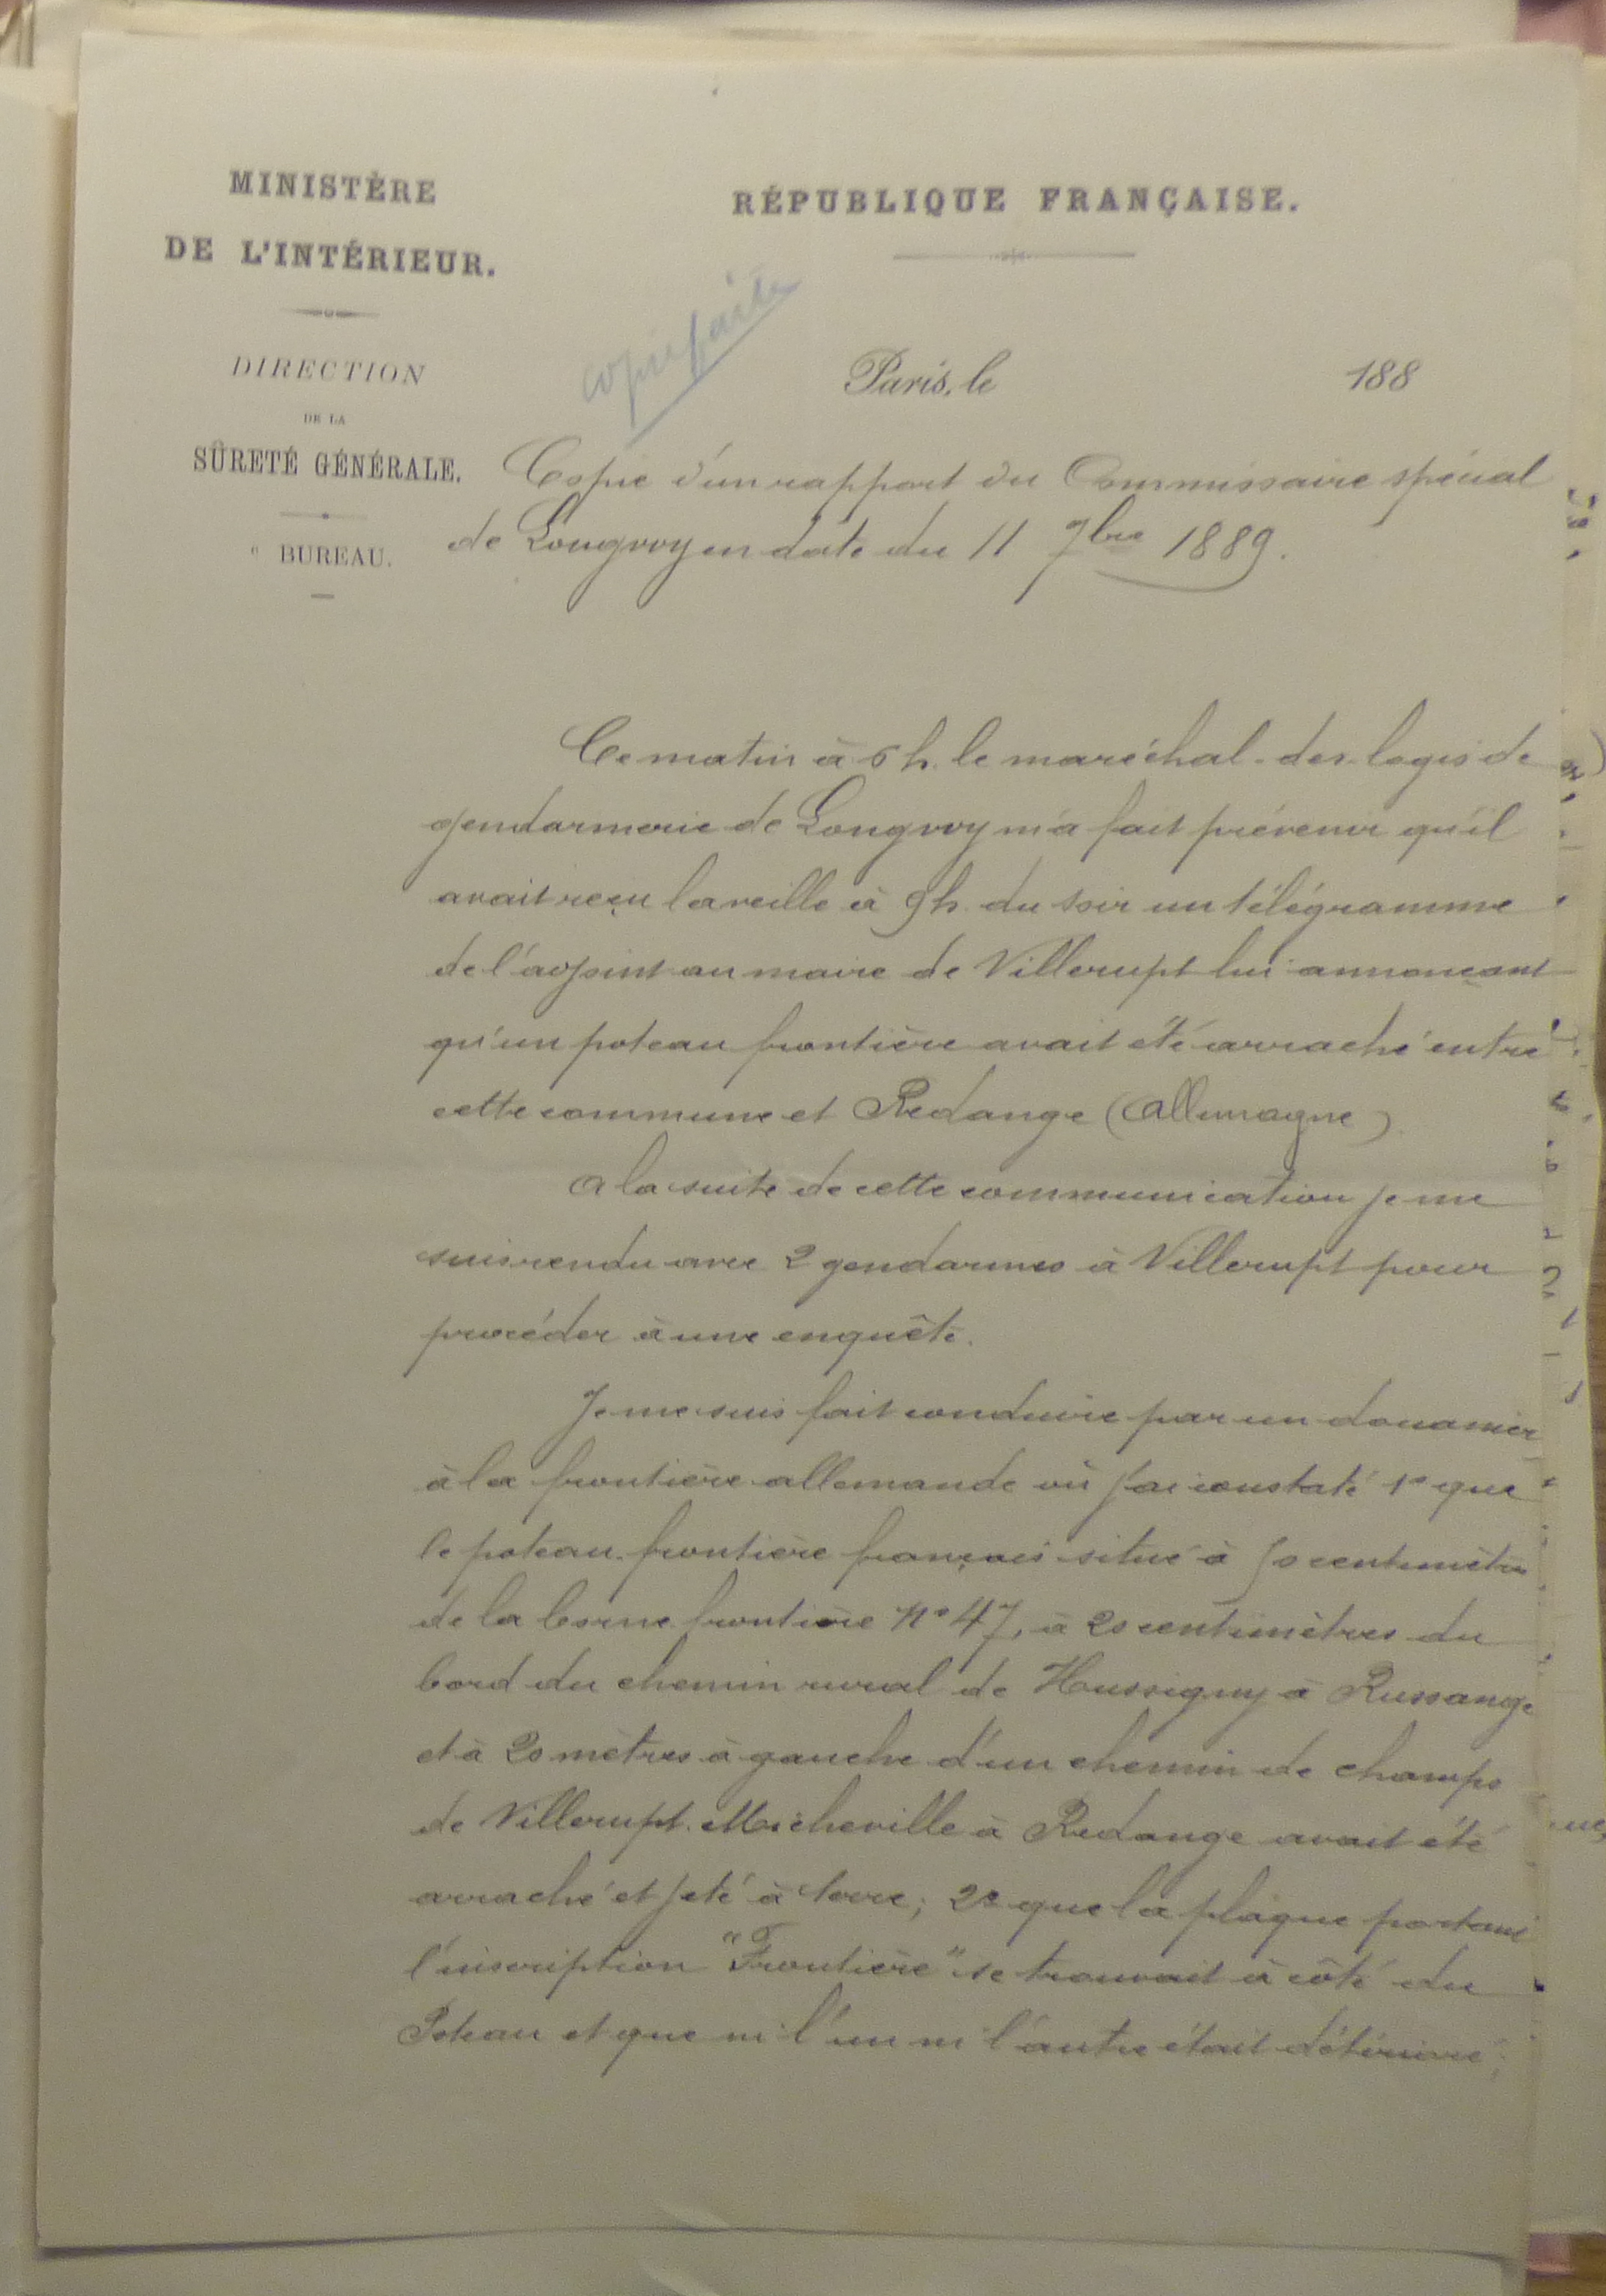 MINISTÈRE
DE L'INTÉRIEUR.
DIRECTION
DE LA
SÛRETÉ GÉNÉRALE.
" BUREAU.
RÉPUBLIQUE FRANÇAISE.
copie faite
Paris, le 188
Copie d'un rapport du Commissaire spécial
de Longwy en date du 11 7bre 1889.
Ce matin à 6 h. le maréchal-des-logis de
gendarmerie de Longwy m'a fait prévenir qu'il
avait reçu la veille à 9h. du soir un télégramme
de l'adjoint au maire de Villerupt lui annonçant
qu'un poteau frontière avait été arraché entre
cette commune et Redange (Allemagne)
A la suite de cette communication je me
suis rendu avec 2 gendarmes à Villerupt pour
procéder à une enquête.
Je me suis fait conduire par un douanier
à la frontière allemande où j'ai constaté 1° que
le poteau frontière français situé à 50 centimètres
de la borne frontière N° 47, à 20 centimètres du
bord du chemin rural de Hussigny à Russange
et à 20 mètres à gauche d'un chemin de champs
de Villerupt-Micheville à Redange avait été
arraché et jeté à terre; 2° que la plaque portant
l'inscription "Frontière" se trouvait à côté du
Poteau et que ni l'un ni l'autre était détérioré;